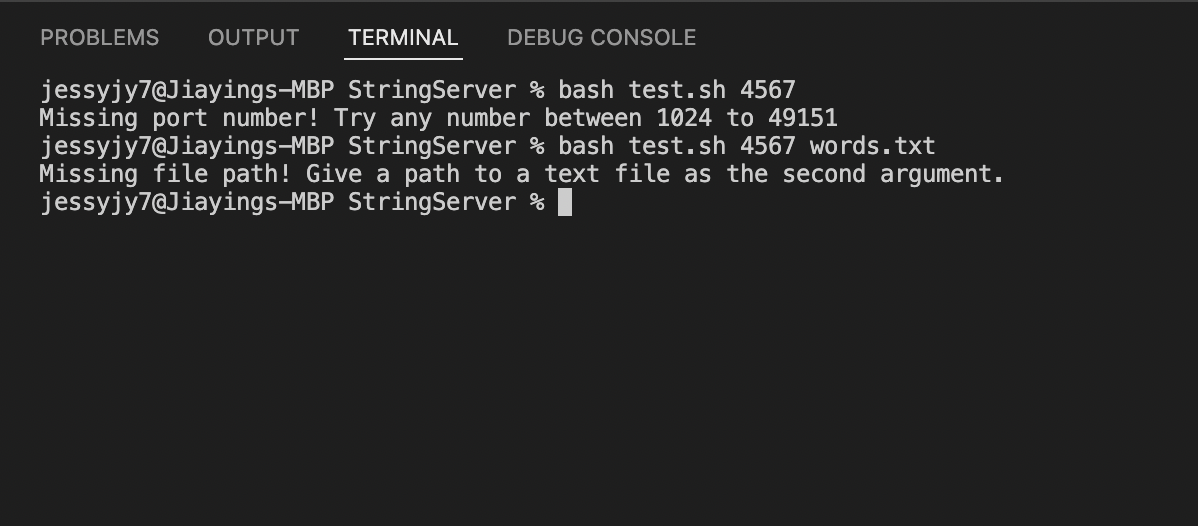 PROBLEMS OUTPUT TERMINAL DEBUG CONSOLE
jessyjy7@Jiayings-MBP StringServer % bash test.sh 4567
Missing port number! Try any number between 1024 to 49151
jessyjy7@Jiayings-MBP StringServer % bash test.sh 4567 words.txt
Missing file path! Give a path to a text file as the second argument.
jessyjy7@Jiayings-MBP StringServer %